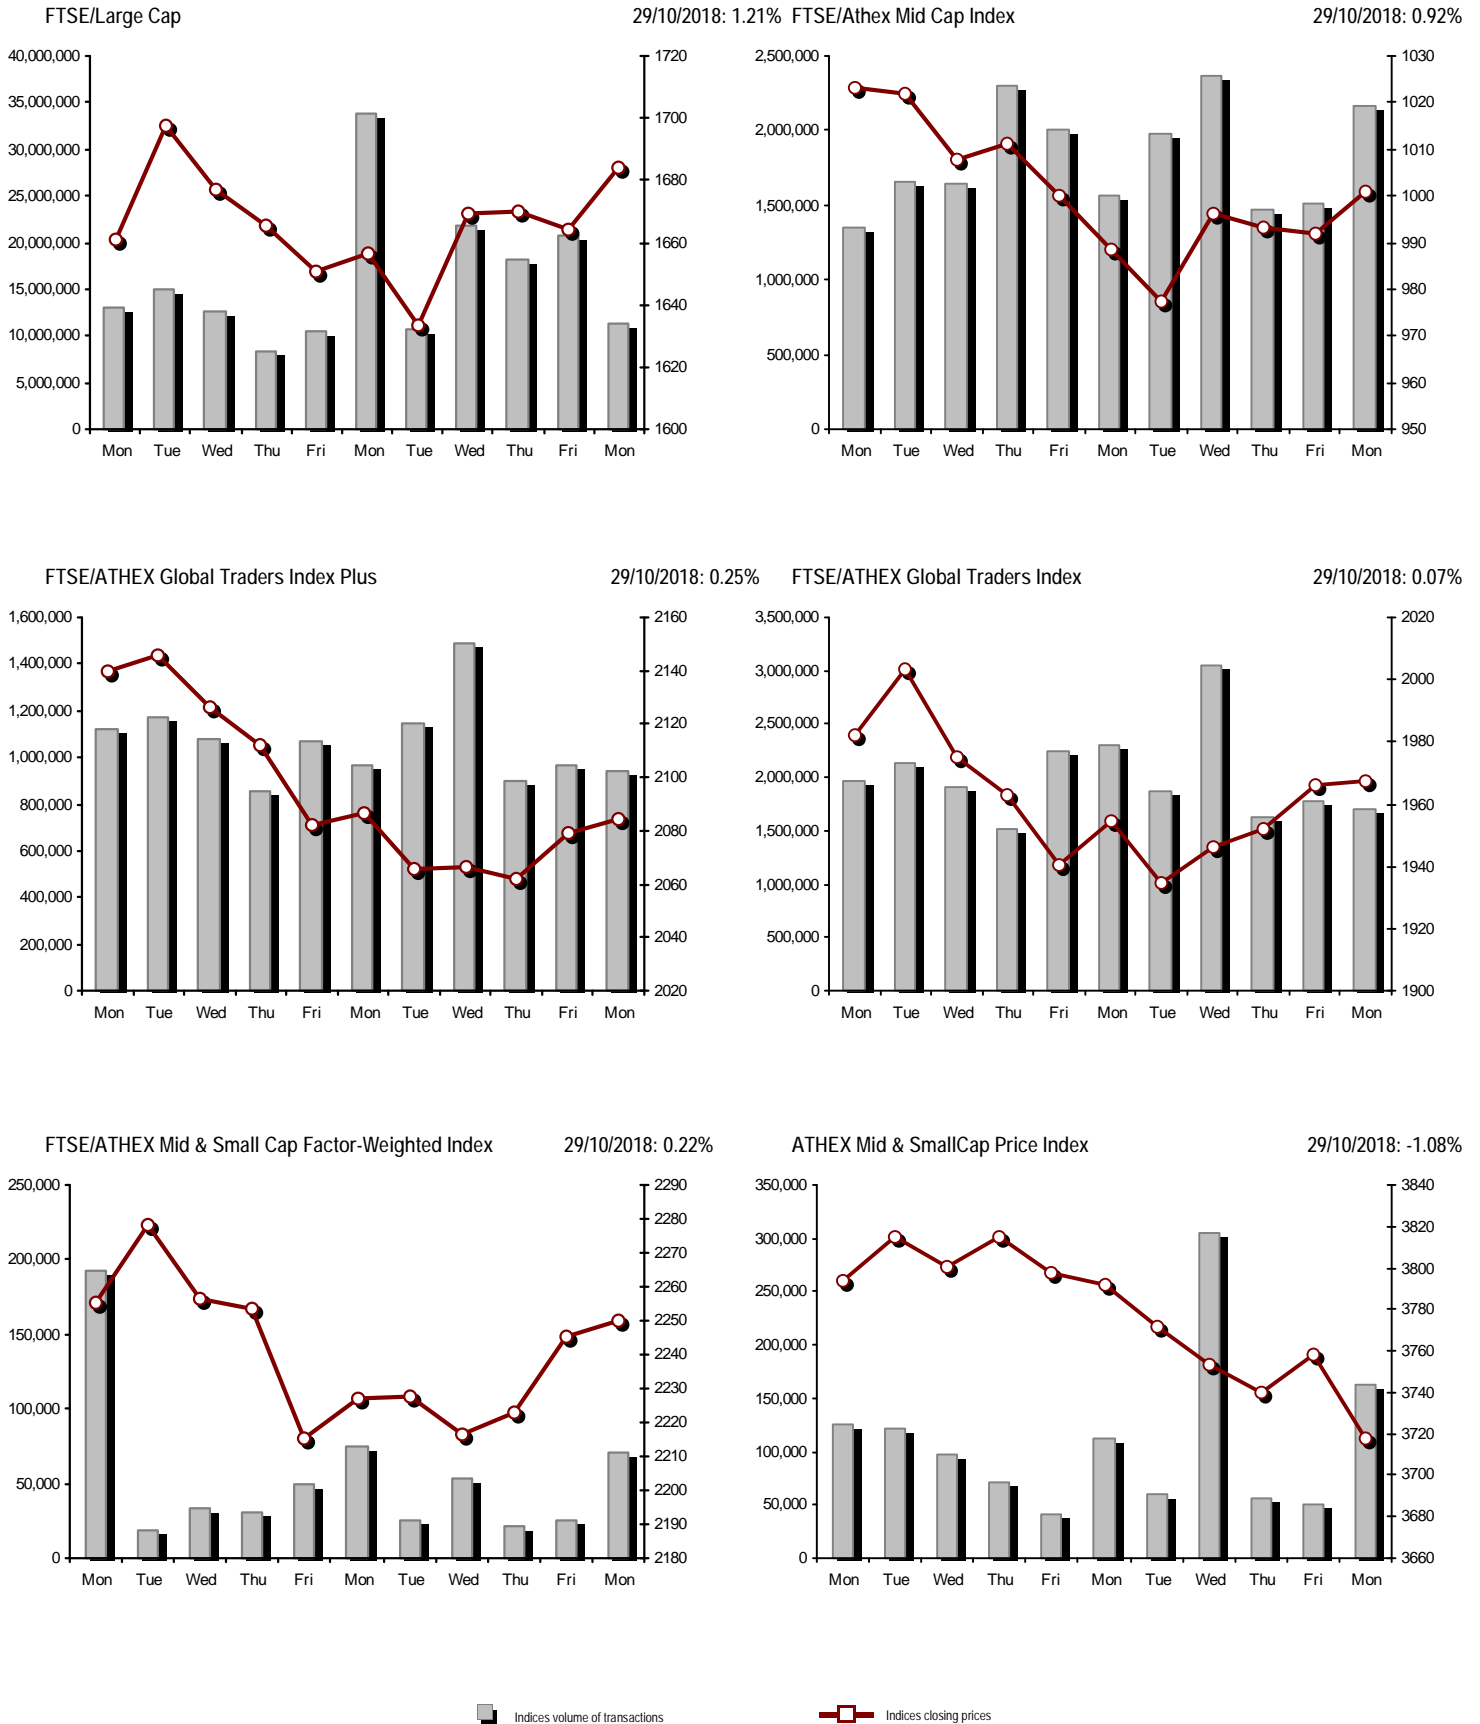 FTSE/Large Cap 29/10/2018: 1.21% FTSE/Athex Mid Cap Index 29/10/2018: 0.92%
40,000,000 1720 2,500,000 1030
35,000,000 1700 2,000,000 1020
30,000,000 1680 1,500,000 1010
25,000,000 1660 1,000,000 1000
20,000,000 1640 500,000 990
15,000,000 1620 0 980
10,000,000 1600 970
5,000,000 960
0 950
Mon Tue Wed Thu Fri Mon Tue Wed Thu Fri Mon Mon Tue Wed Thu Fri Mon Tue Wed Thu Fri Mon
FTSE/ATHEX Global Traders Index Plus 29/10/2018: 0.25% FTSE/ATHEX Global Traders Index 29/10/2018: 0.07%
1,600,000 2160 3,500,000 2020
1,400,000 2140 3,000,000 2000
1,200,000 2120 2,500,000 1980
1,000,000 2100 2,000,000 1960
800,000 2080 1,500,000 1940
600,000 2060 1,000,000 1920
400,000 2040 500,000 1900
200,000 2020 0
0
Mon Tue Wed Thu Fri Mon Tue Wed Thu Fri Mon Mon Tue Wed Thu Fri Mon Tue Wed Thu Fri Mon
FTSE/ATHEX Mid & Small Cap Factor-Weighted Index 29/10/2018: 0.22% ATHEX Mid & SmallCap Price Index 29/10/2018: -1.08%
250,000 2290 350,000 3840
200,000 2280 300,000 3820
150,000 2270 250,000 3800
100,000 2260 200,000 3780
50,000 2250 150,000 3760
0 2240 100,000 3740
2230 50,000 3720
2220 0 3700
2210 3680
2200 3660
2190
2180
Mon Tue Wed Thu Fri Mon Tue Wed Thu Fri Mon Mon Tue Wed Thu Fri Mon Tue Wed Thu Fri Mon
Indices volume of transactions Indices closing prices